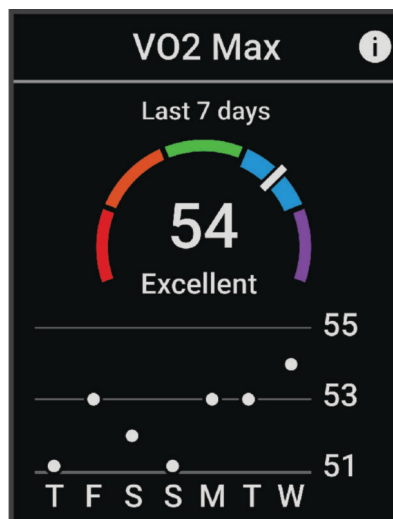 VO2 Max i
Last 7 days
54
Excellent
55
53
51
T F S S M T W